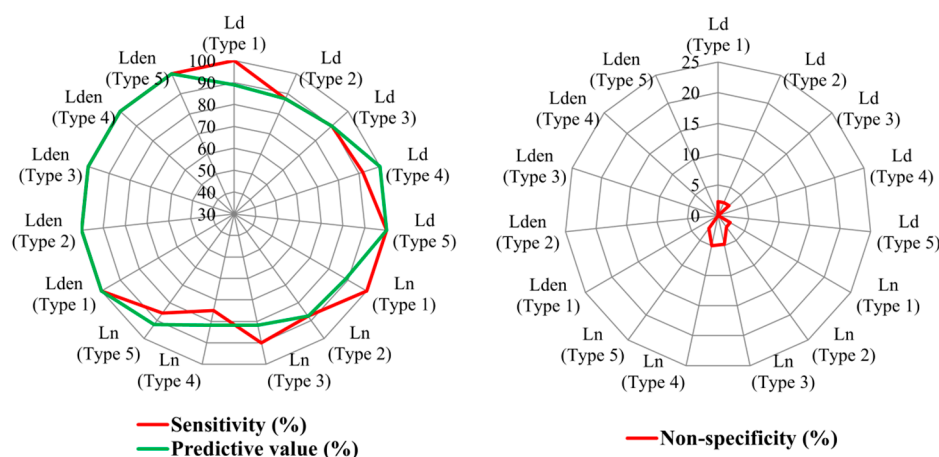 Ld
(Type 1)
Ld
(Type 2)
Ld
(Type 3)
Ld
(Type 4)
Ld
(Type 5)
Ln
(Type 1)
Ln
(Type 2)
Ln
(Type 3)
Ln
(Type 4)
Ln
(Type 5)
Lden
(Type 1)
Lden
(Type 2)
Lden
(Type 3)
Lden
(Type 4)
Lden
(Type 5)
100
90
80
70
60
50
40
30
Sensitivity (%)
Predictive value (%)
Ld
(Type 1)
Ld
(Type 2)
Ld
(Type 3)
Ld
(Type 4)
Ld
(Type 5)
Ln
(Type 1)
Ln
(Type 2)
Ln
(Type 3)
Ln
(Type 4)
Ln
(Type 5)
Lden
(Type 1)
Lden
(Type 2)
Lden
(Type 3)
Lden
(Type 4)
Lden
(Type 5)
25
20
15
10
5
0
Non-specificity (%)